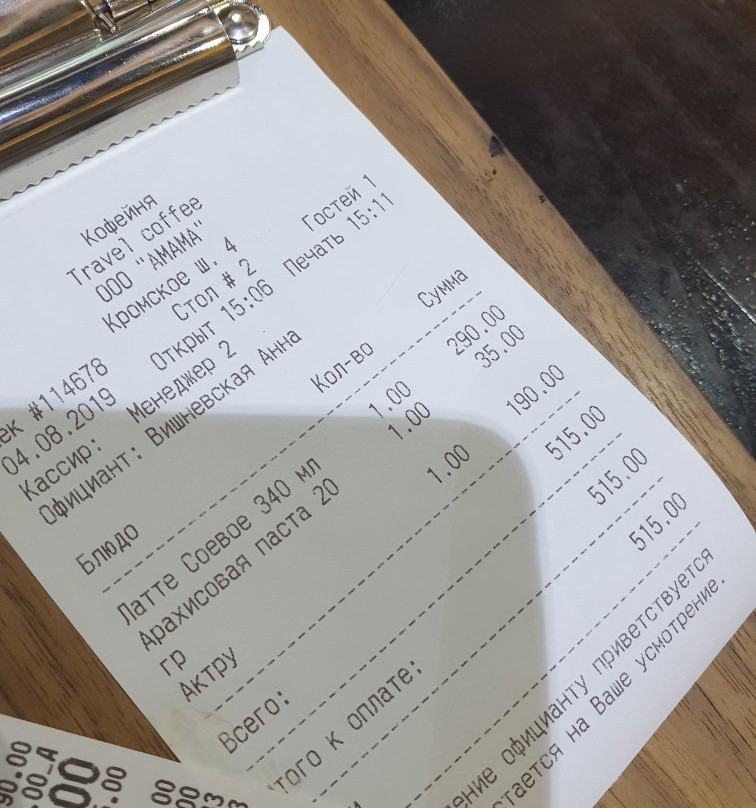 Кофейня
Travel coffee
ООО "АМАМА"
Кромское ш. 4
Стол # 2 Гостей 1
#114678
04.08.2019 Открыт 15:06 Печать 15:11
Кассир: Менеджер 2
Официант: Вишневская Анна
Блюдо Кол-во Сумма
Латте Соевое 340 мл 1.00 290.00
Арахисовая паста 20 1.00 35.00
гр
Актру 1.00 190.00
515.00
Всего: 515.00
того к оплате: 515.00
официанту приветствуется
на Ваше усмотрение.